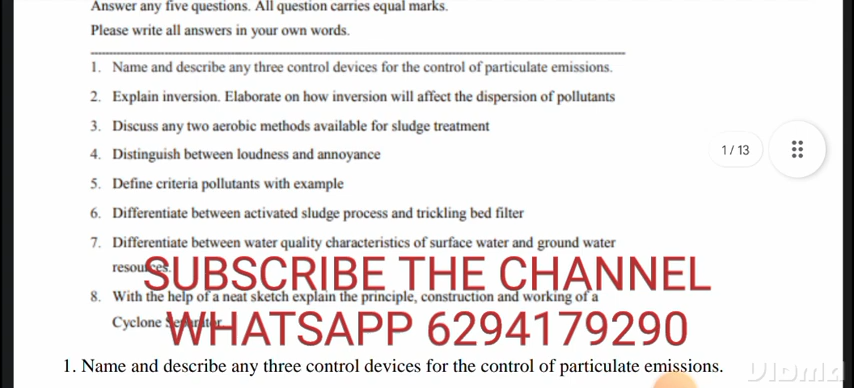 Answer any five questions. All question carries equal marks.
Please write all answers in your own words.
1. Name and describe any three control devices for the control of particulate emissions.
2. Explain inversion. Elaborate on how inversion will affect the dispersion of pollutants
3. Discuss any two aerobic methods available for sludge treatment
4. Distinguish between loudness and annoyance
1 / 13
5. Define criteria pollutants with example
6. Differentiate between activated sludge process and trickling bed filter
7. Differentiate between water quality characteristics of surface water and ground water
resources.
SUBSCRIBE THE CHANNEL
8. With the help of a neat sketch explain the principle, construction and working of a
Cyclone
WHATSAPP 6294179290
1. Name and describe any three control devices for the control of particulate emissions.